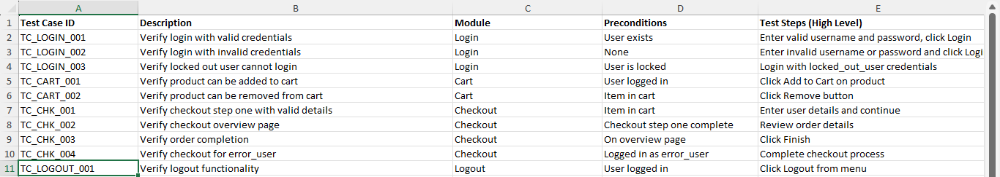 A B C D E
1 Test Case ID Description Module Preconditions Test Steps (High Level)
2 TC_LOGIN_001 Verify login with valid credentials Login User exists Enter valid username and password, click Login
3 TC_LOGIN_002 Verify login with invalid credentials Login None Enter invalid username or password and click Logi
4 TC_LOGIN_003 Verify locked out user cannot login Login User is locked Login with locked_out_user credentials
5 TC_CART_001 Verify product can be added to cart Cart User logged in Click Add to Cart on product
6 TC_CART_002 Verify product can be removed from cart Cart Item in cart Click Remove button
7 TC_CHK_001 Verify checkout step one with valid details Checkout Item in cart Enter user details and continue
8 TC_CHK_002 Verify checkout overview page Checkout Checkout step one complete Review order details
9 TC_CHK_003 Verify order completion Checkout On overview page Click Finish
10 TC_CHK_004 Verify checkout for error_user Checkout Logged in as error_user Complete checkout process
11 TC_LOGOUT_001 Verify logout functionality Logout User logged in Click Logout from menu